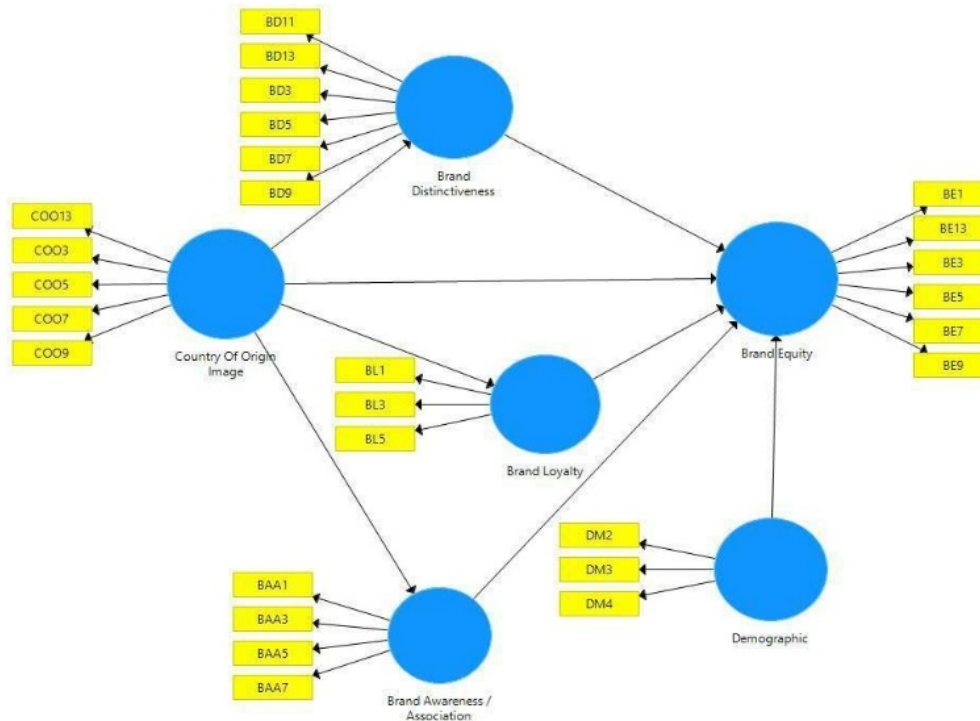 BD11
BD13
BD3
BD5
BD7
BD9
Brand
Distinctiveness
COO13
COO3
COO5
COO7
COO9
Country Of Origin
Image
BE1
BE13
BE3
BE5
BE7
BE9
Brand Equity
BL1
BL3
BL5
Brand Loyalty
DM2
DM3
DM4
Demographic
BAA1
BAA3
BAA5
BAA7
Brand Awareness /
Association